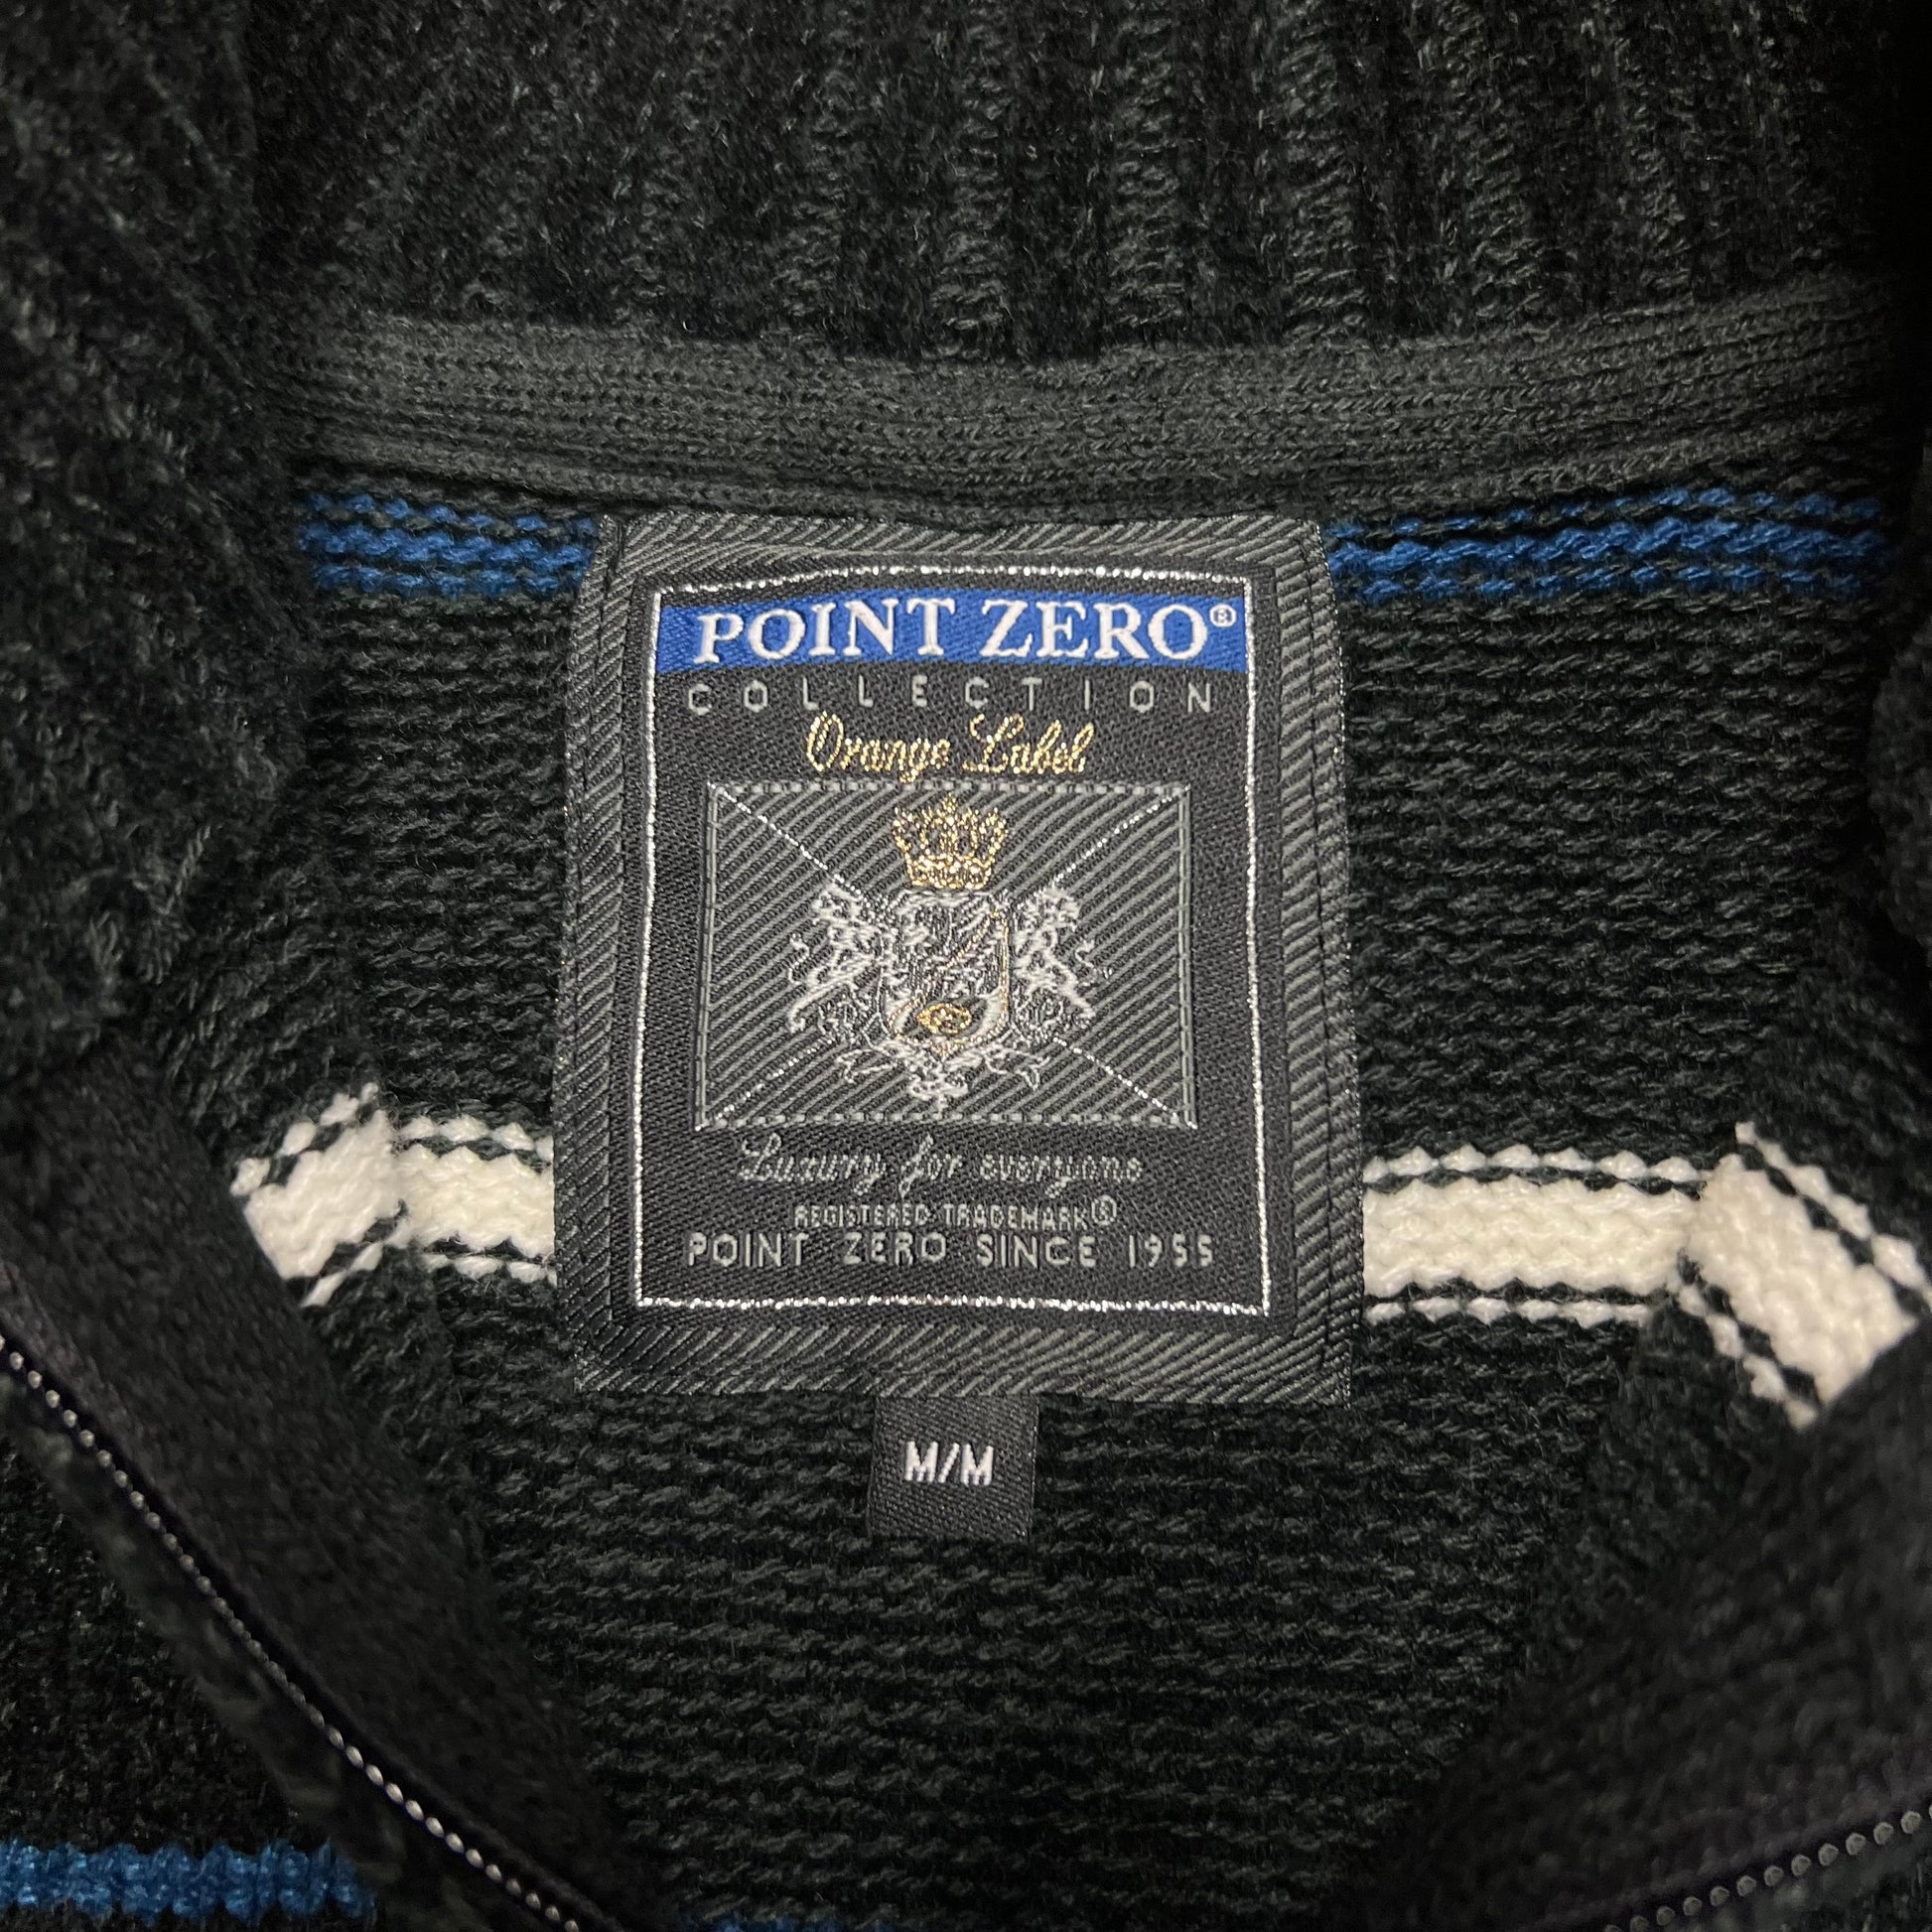 POINT ZERO®
COLLECTION
Orange Label
Luxury for everyone
REGISTERED TRADEMARK®
POINT ZERO SINCE 1955
M/M